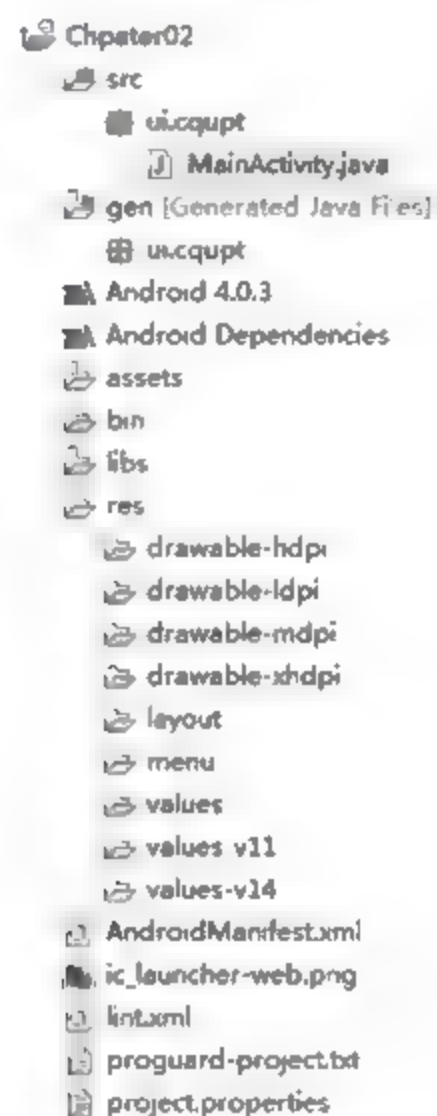 Chpater02
src
ui.cqupt
MainActivity.java
gen [Generated Java Files]
ui.cqupt
Android 4.0.3
Android Dependencies
assets
bin
libs
res
drawable-hdpi
drawable-ldpi
drawable-mdpi
drawable-xhdpi
layout
menu
values
values-v11
values-v14
AndroidManifest.xml
ic_launcher-web.png
lint.xml
proguard-project.txt
project.properties